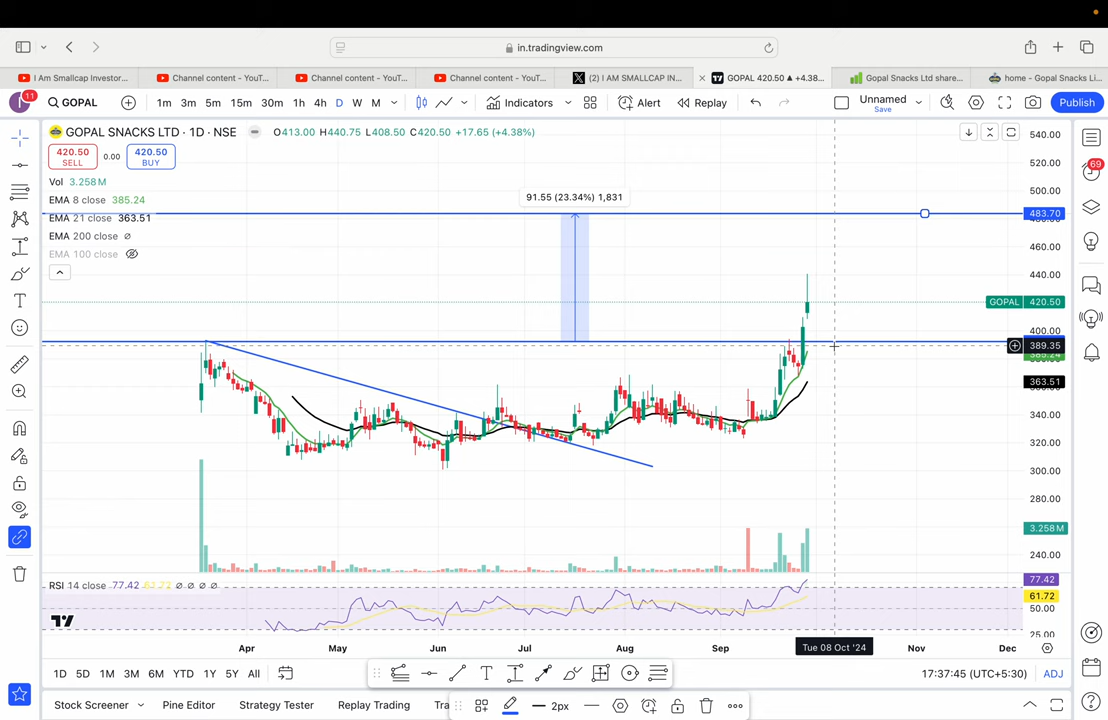 in.tradingview.com
I Am Smallcap Investor...
Channel content - YouT...
Channel content - YouT...
Channel content - YouT...
(2) I AM SMALLCAP IN...
GOPAL 420.50 ▲ +4.38%...
Gopal Snacks Ltd share...
home - Gopal Snacks Li...
11
GOPAL
1m 3m 5m 15m 30m 1h 4h D W M
Indicators
Alert
Replay
Unnamed
Save
Publish
GOPAL SNACKS LTD · 1D · NSE
O413.00 H440.75 L408.50 C420.50 +17.65 (+4.38%)
420.50
SELL
0.00
420.50
BUY
Vol 3.258M
EMA 8 close 385.24
EMA 21 close 363.51
EMA 200 close ∅
EMA 100 close
91.55 (23.34%) 1,831
540.00
520.00
500.00
483.70
460.00
440.00
GOPAL 420.50
400.00
389.35
385.24
363.51
340.00
320.00
300.00
280.00
3.258M
240.00
69
RSI 14 close 77.42 61.72 ∅ ∅ ∅ ∅
77.42
61.72
50.00
25.00
Apr May Jun Jul Aug Sep Tue 08 Oct '24 Nov Dec
1D 5D 1M 3M 6M YTD 1Y 5Y All
17:37:45 (UTC+5:30)
ADJ
Stock Screener
Pine Editor
Strategy Tester
Replay Trading
Tra
2px